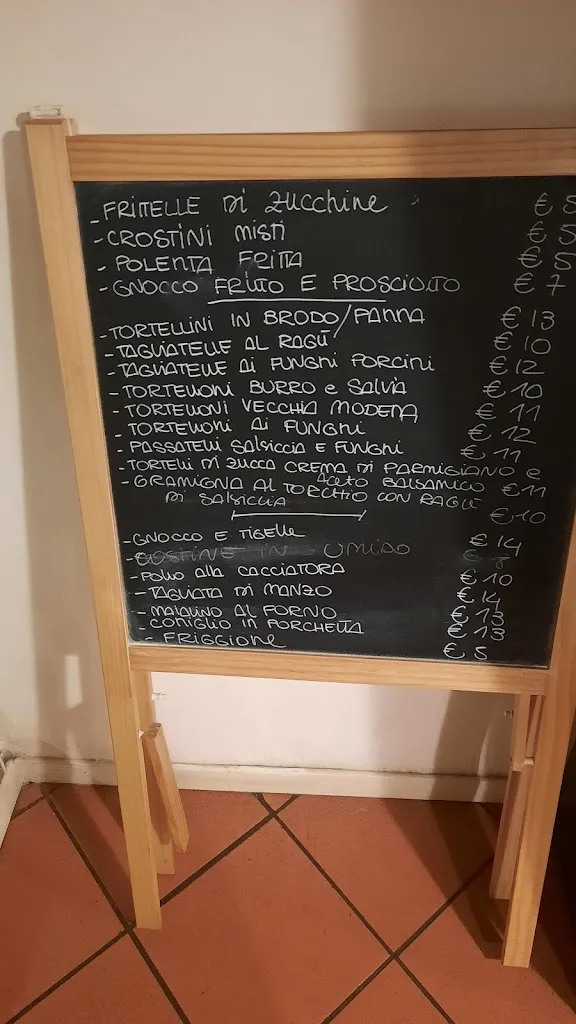 - FRITELLE Di Zucchine € 5
- CROSTINI Misti € 5
- POLENTA FRITTA € 5
- GNOCCO FRITTO E PROSCIUTTO € 7
- TORTELLINI IN BRODO/PANNA € 13
- TAGLIATELLE AL RAGÙ € 10
- TAGLIATELLE Ai FUNGHI PORCINI € 12
- TORTELLONI BURRO e SALVIA € 10
- TORTELLONI VECCHIA MODENA € 11
- TORTELLONI Ai FUNGHI € 12
- PASSATELLI SALSICCIA E FUNGHI € 11
- TORTELLI Di ZUCCA CREMA Di PARMIGIANO e
ACETO BALSAMICO € 11
- GRAMIGNA AL TORCHIO CON RAGÙ
Di SALSICCIA € 10
- GNOCCO E TIGELLE € 14
- COSTINE IN UMIDO €
- POLLO ALLA CACCIATORA € 10
- TAGLIATA Di MANZO € 14
- MAIALINO AL FORNO € 13
- CONIGLIO IN PORCHETTA € 13
- FRIGGIONE € 5